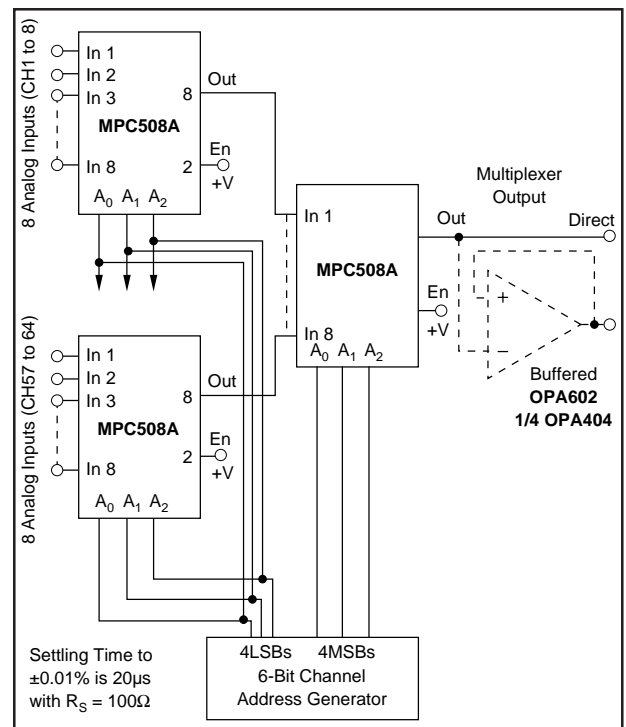 8 Analog Inputs (CH1 to 8)
In 1
In 2
In 3
In 8
MPC508A
8
2
A0 A1 A2
Out
En
+V
In 1
In 8
MPC508A
A0 A1 A2
Out
En
+V
Multiplexer
Output
Direct
+
−
Buffered
OPA602
1/4 OPA404
8 Analog Inputs (CH57 to 64)
In 1
In 2
In 3
In 8
MPC508A
8
2
A0 A1 A2
Out
En
+V
Settling Time to
±0.01% is 20µs
with RS = 100Ω
4LSBs 4MSBs
6-Bit Channel
Address Generator